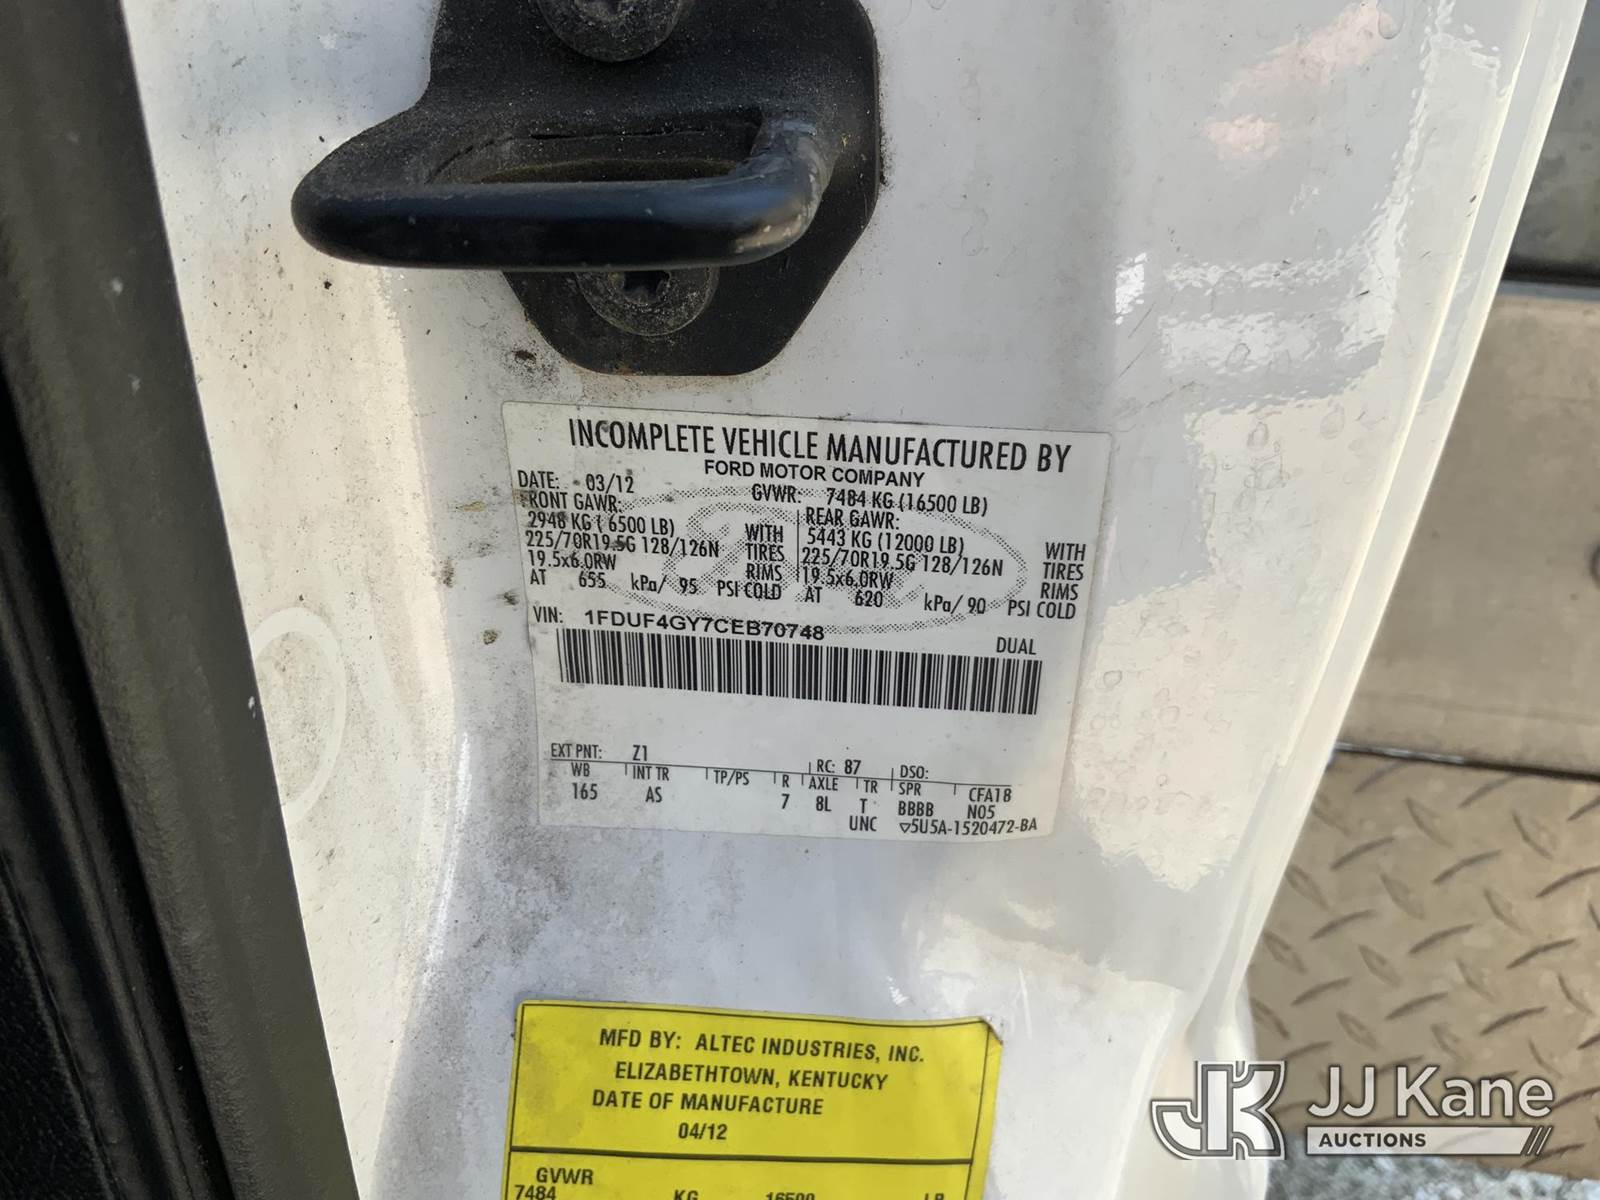 INCOMPLETE VEHICLE MANUFACTURED BY
FORD MOTOR COMPANY
DATE: 03/12 GVWR: 7484 KG (16500 LB)
FRONT GAWR: REAR GAWR:
2948 KG ( 6500 LB) WITH 5443 KG (12000 LB) WITH
225/70R19.5G 128/126N TIRES 225/70R19.5G 128/126N TIRES
19.5x6.0RW RIMS 19.5x6.0RW RIMS
AT 655 kPa/ 95 PSI COLD AT 620 kPa/ 90 PSI COLD
VIN: 1FDUF4GY7CEB70748
DUAL
EXT PNT: Z1 RC: 87 DSO:
WB INT TR TP/PS R AXLE TR SPR CFA18
165 AS 7 8L T BBBB N05
UNC ▽5U5A-1520472-BA
MFD BY: ALTEC INDUSTRIES, INC.
ELIZABETHTOWN, KENTUCKY
DATE OF MANUFACTURE
04/12
GVWR
7484 KG 16500 LB
JK JJ Kane
AUCTIONS